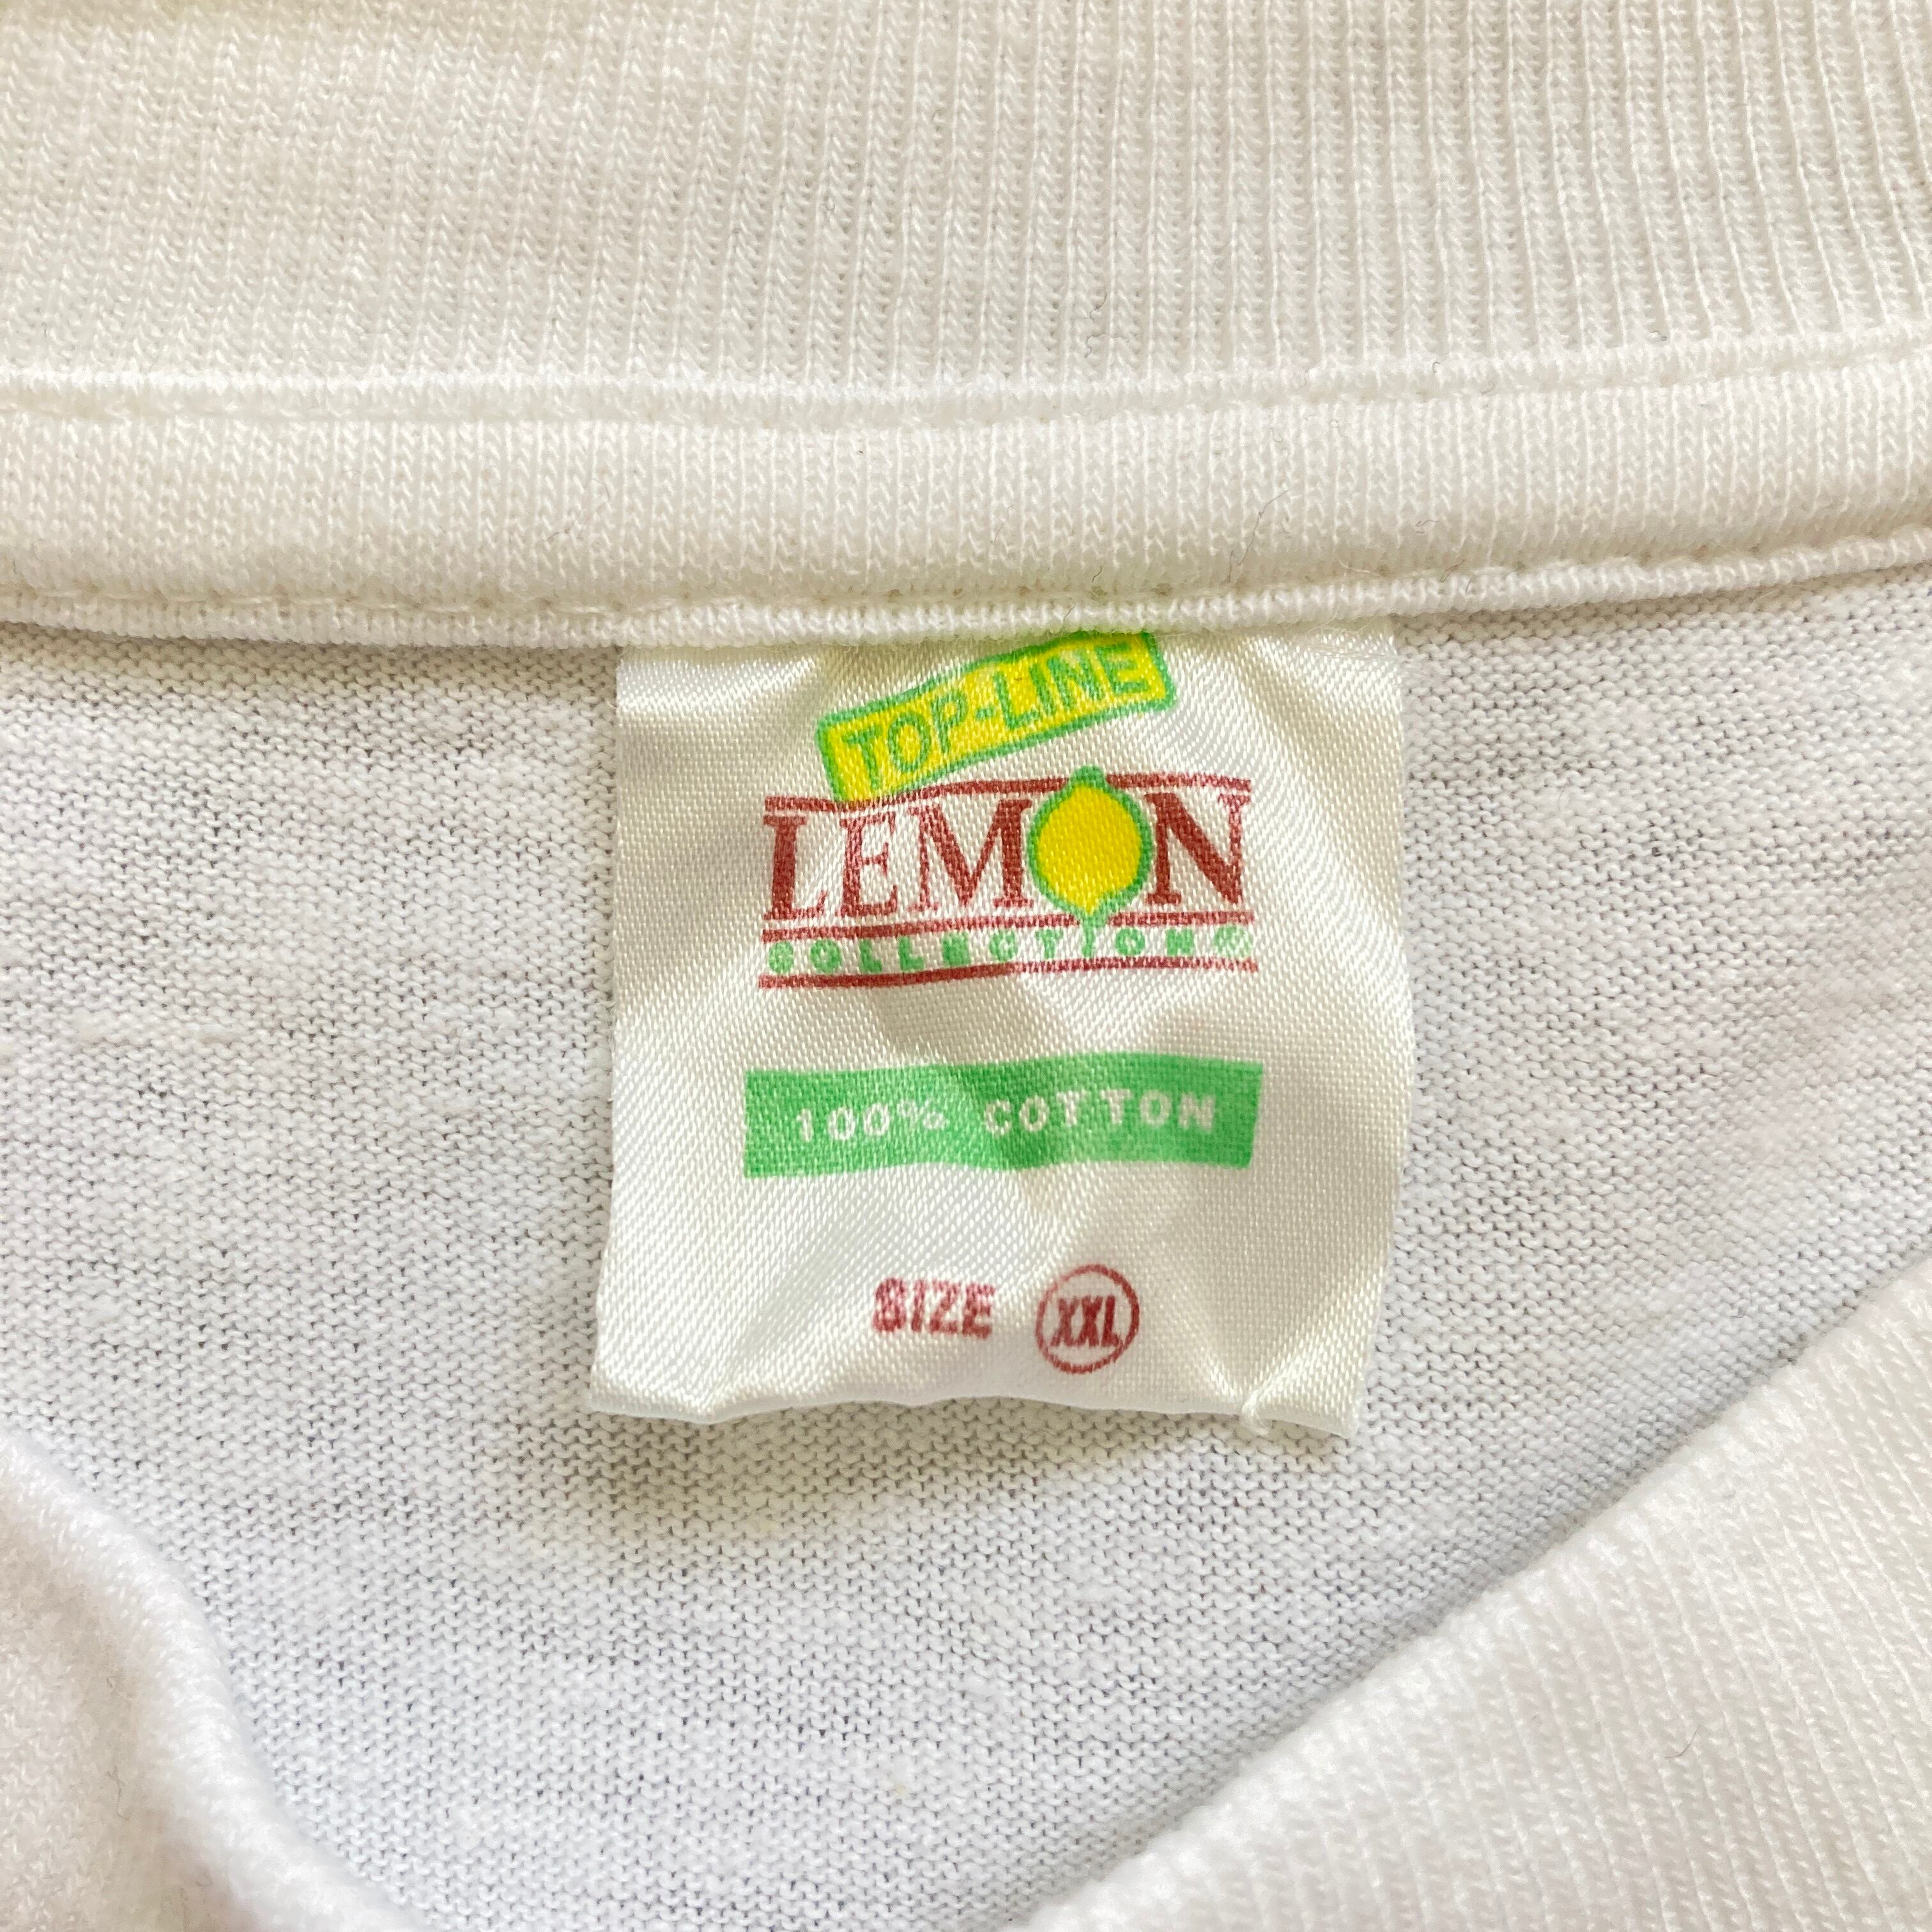 TOP-LINE
LEMON
COLLECTION®
100% COTTON
SIZE XXL